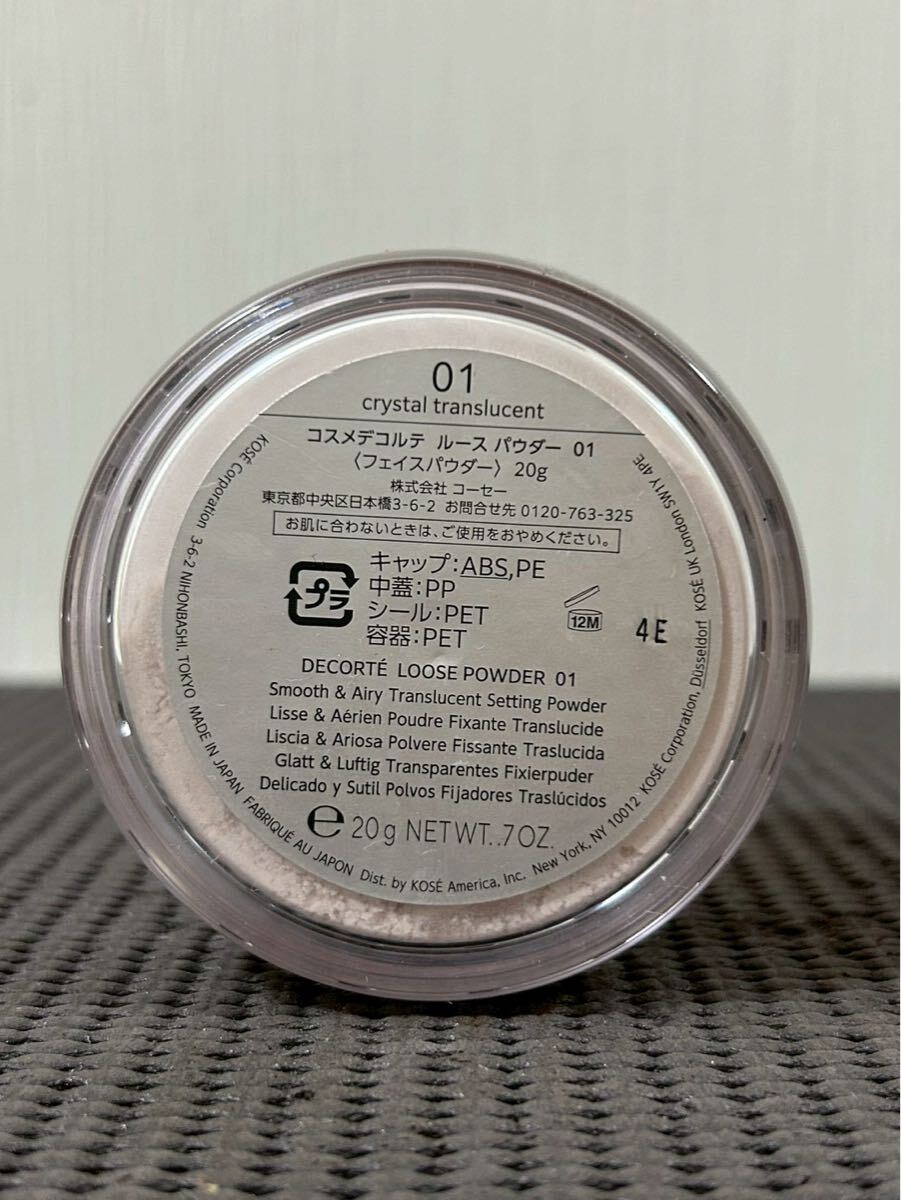 01
crystal translucent
コスメデコルテ ルース パウダー 01
〈フェイスパウダー〉 20g
株式会社 コーセー
東京都中央区日本橋3-6-2 お問合せ先 0120-763-325
お肌に合わないときは、ご使用をおやめください。
プラ
キャップ:ABS,PE
中蓋:PP
シール:PET
容器:PET
12M
4E
DECORTÉ LOOSE POWDER 01
Smooth & Airy Translucent Setting Powder
Lisse & Aérien Poudre Fixante Translucide
Liscia & Ariosa Polvere Fissante Traslucida
Glatt & Luftig Transparentes Fixierpuder
Delicado y Sutil Polvos Fijadores Traslúcidos
e 20g NETWT. .7 OZ.
KOSÉ Corporation 3-6-2 NIHONBASHI, TOKYO MADE IN JAPAN FABRIQUÉ AU JAPON Dist. by KOSÉ America, Inc. New York, NY 10012 KOSÉ Corporation, Düsseldorf KOSÉ UK London SW1Y 4PE